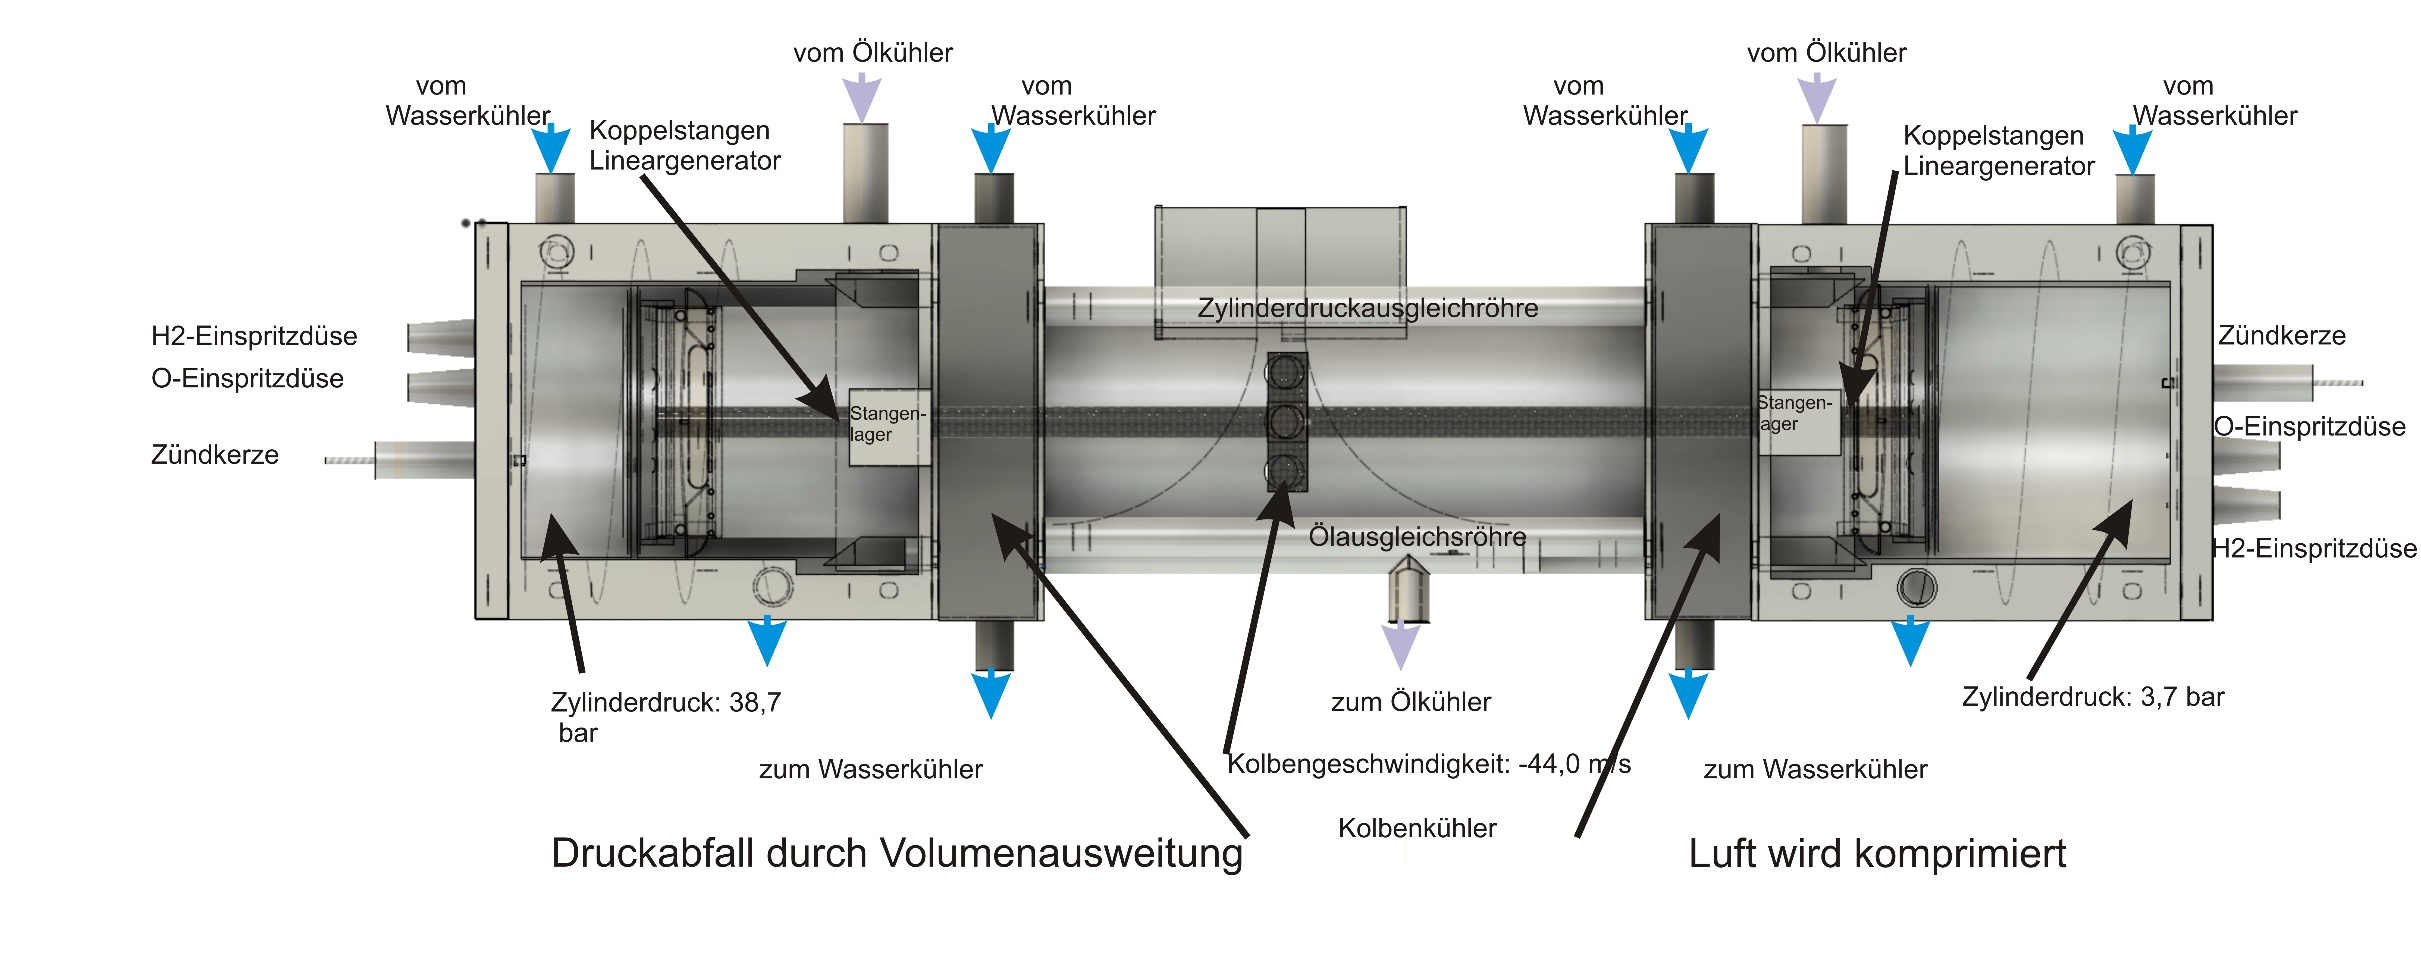 vom Ölkühler
vom Ölkühler
vom
Wasserkühler
vom
Wasserkühler
vom
Wasserkühler
vom
Wasserkühler
Koppelstangen
Lineargenerator
Koppelstangen
Lineargenerator
Zylinderdruckausgleichröhre
H2-Einspritzdüse
O-Einspritzdüse
Zündkerze
Stangen-
lager
Stangen-
lager
Zündkerze
O-Einspritzdüse
H2-Einspritzdüse
Ölausgleichsröhre
Zylinderdruck: 38,7
bar
zum Ölkühler
Zylinderdruck: 3,7 bar
zum Wasserkühler
Kolbengeschwindigkeit: -44,0 m/s
zum Wasserkühler
Kolbenkühler
Druckabfall durch Volumenausweitung
Luft wird komprimiert